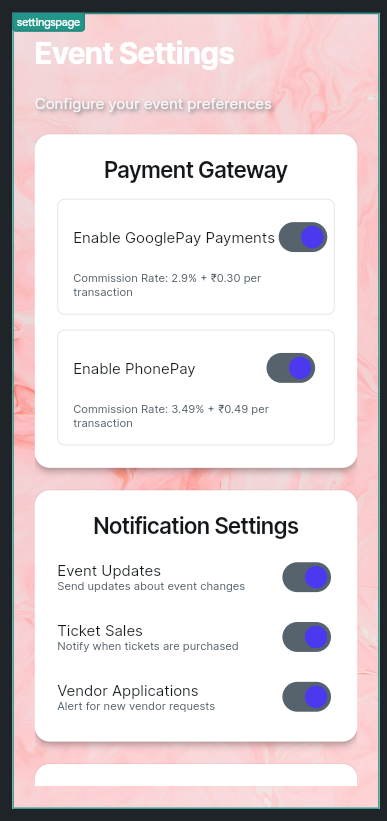 settingspage
Event Settings
Configure your event preferences
Payment Gateway
Enable GooglePay Payments
Commission Rate: 2.9% + ₹0.30 per
transaction
Enable PhonePay
Commission Rate: 3.49% + ₹0.49 per
transaction
Notification Settings
Event Updates
Send updates about event changes
Ticket Sales
Notify when tickets are purchased
Vendor Applications
Alert for new vendor requests